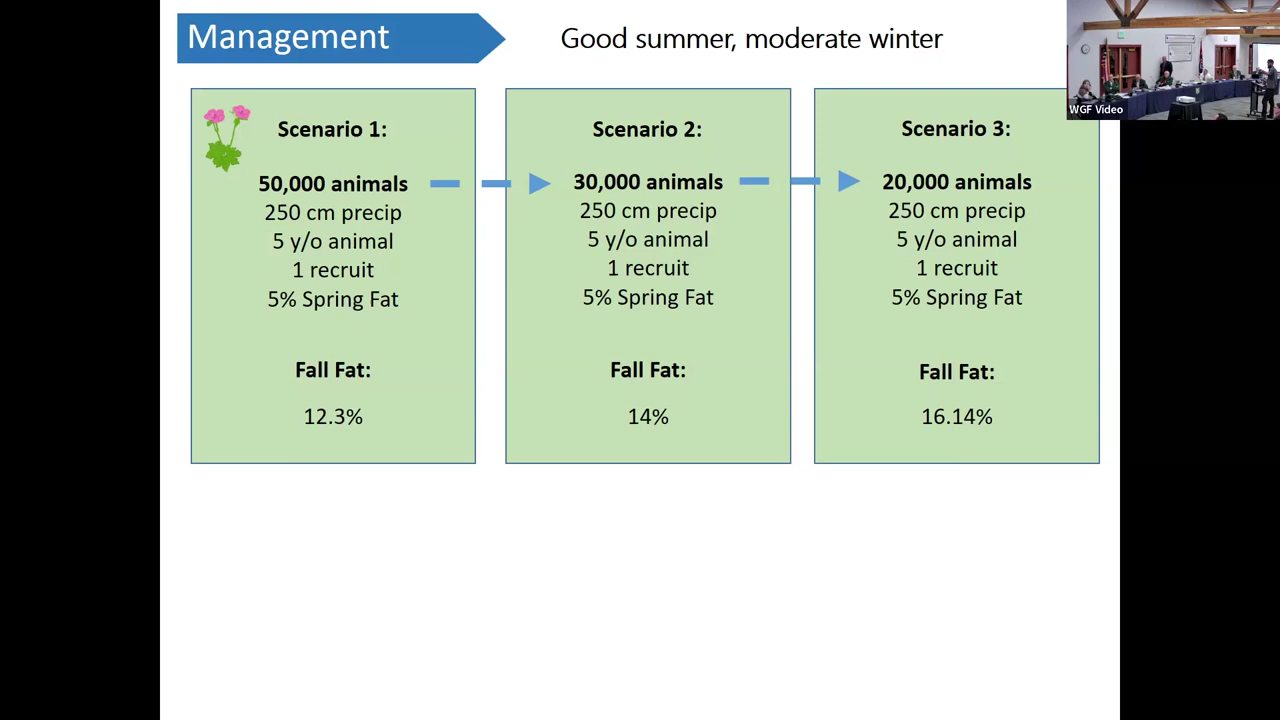 Management
Good summer, moderate winter
WGF Video
Scenario 1:
50,000 animals
250 cm precip
5 y/o animal
1 recruit
5% Spring Fat
Fall Fat:
12.3%
Scenario 2:
30,000 animals
250 cm precip
5 y/o animal
1 recruit
5% Spring Fat
Fall Fat:
14%
Scenario 3:
20,000 animals
250 cm precip
5 y/o animal
1 recruit
5% Spring Fat
Fall Fat:
16.14%